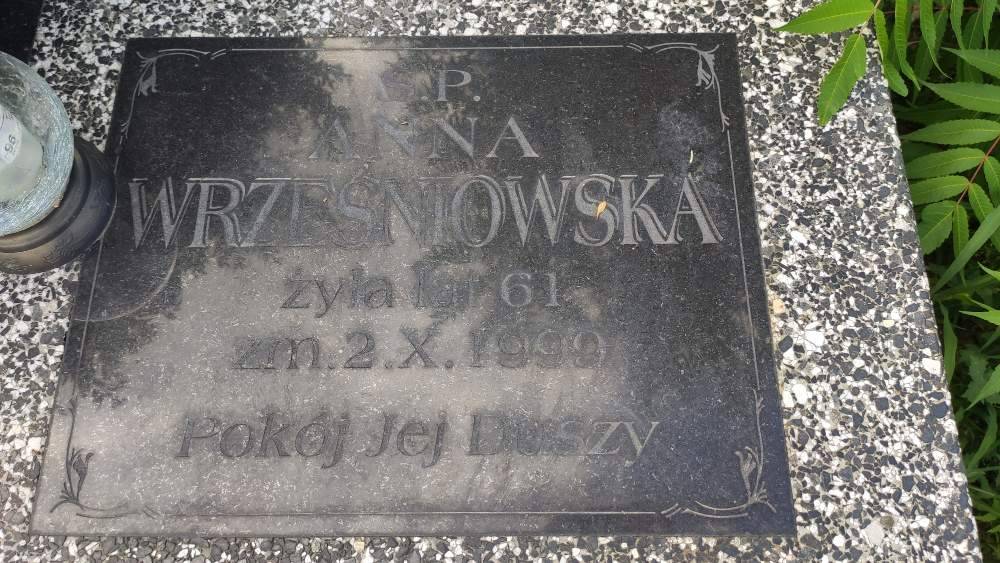 Ś.P.
ANNA
WRZEŚNIOWSKA
żyła lat 61
zm. 2.X.1999
Pokój Jej Duszy